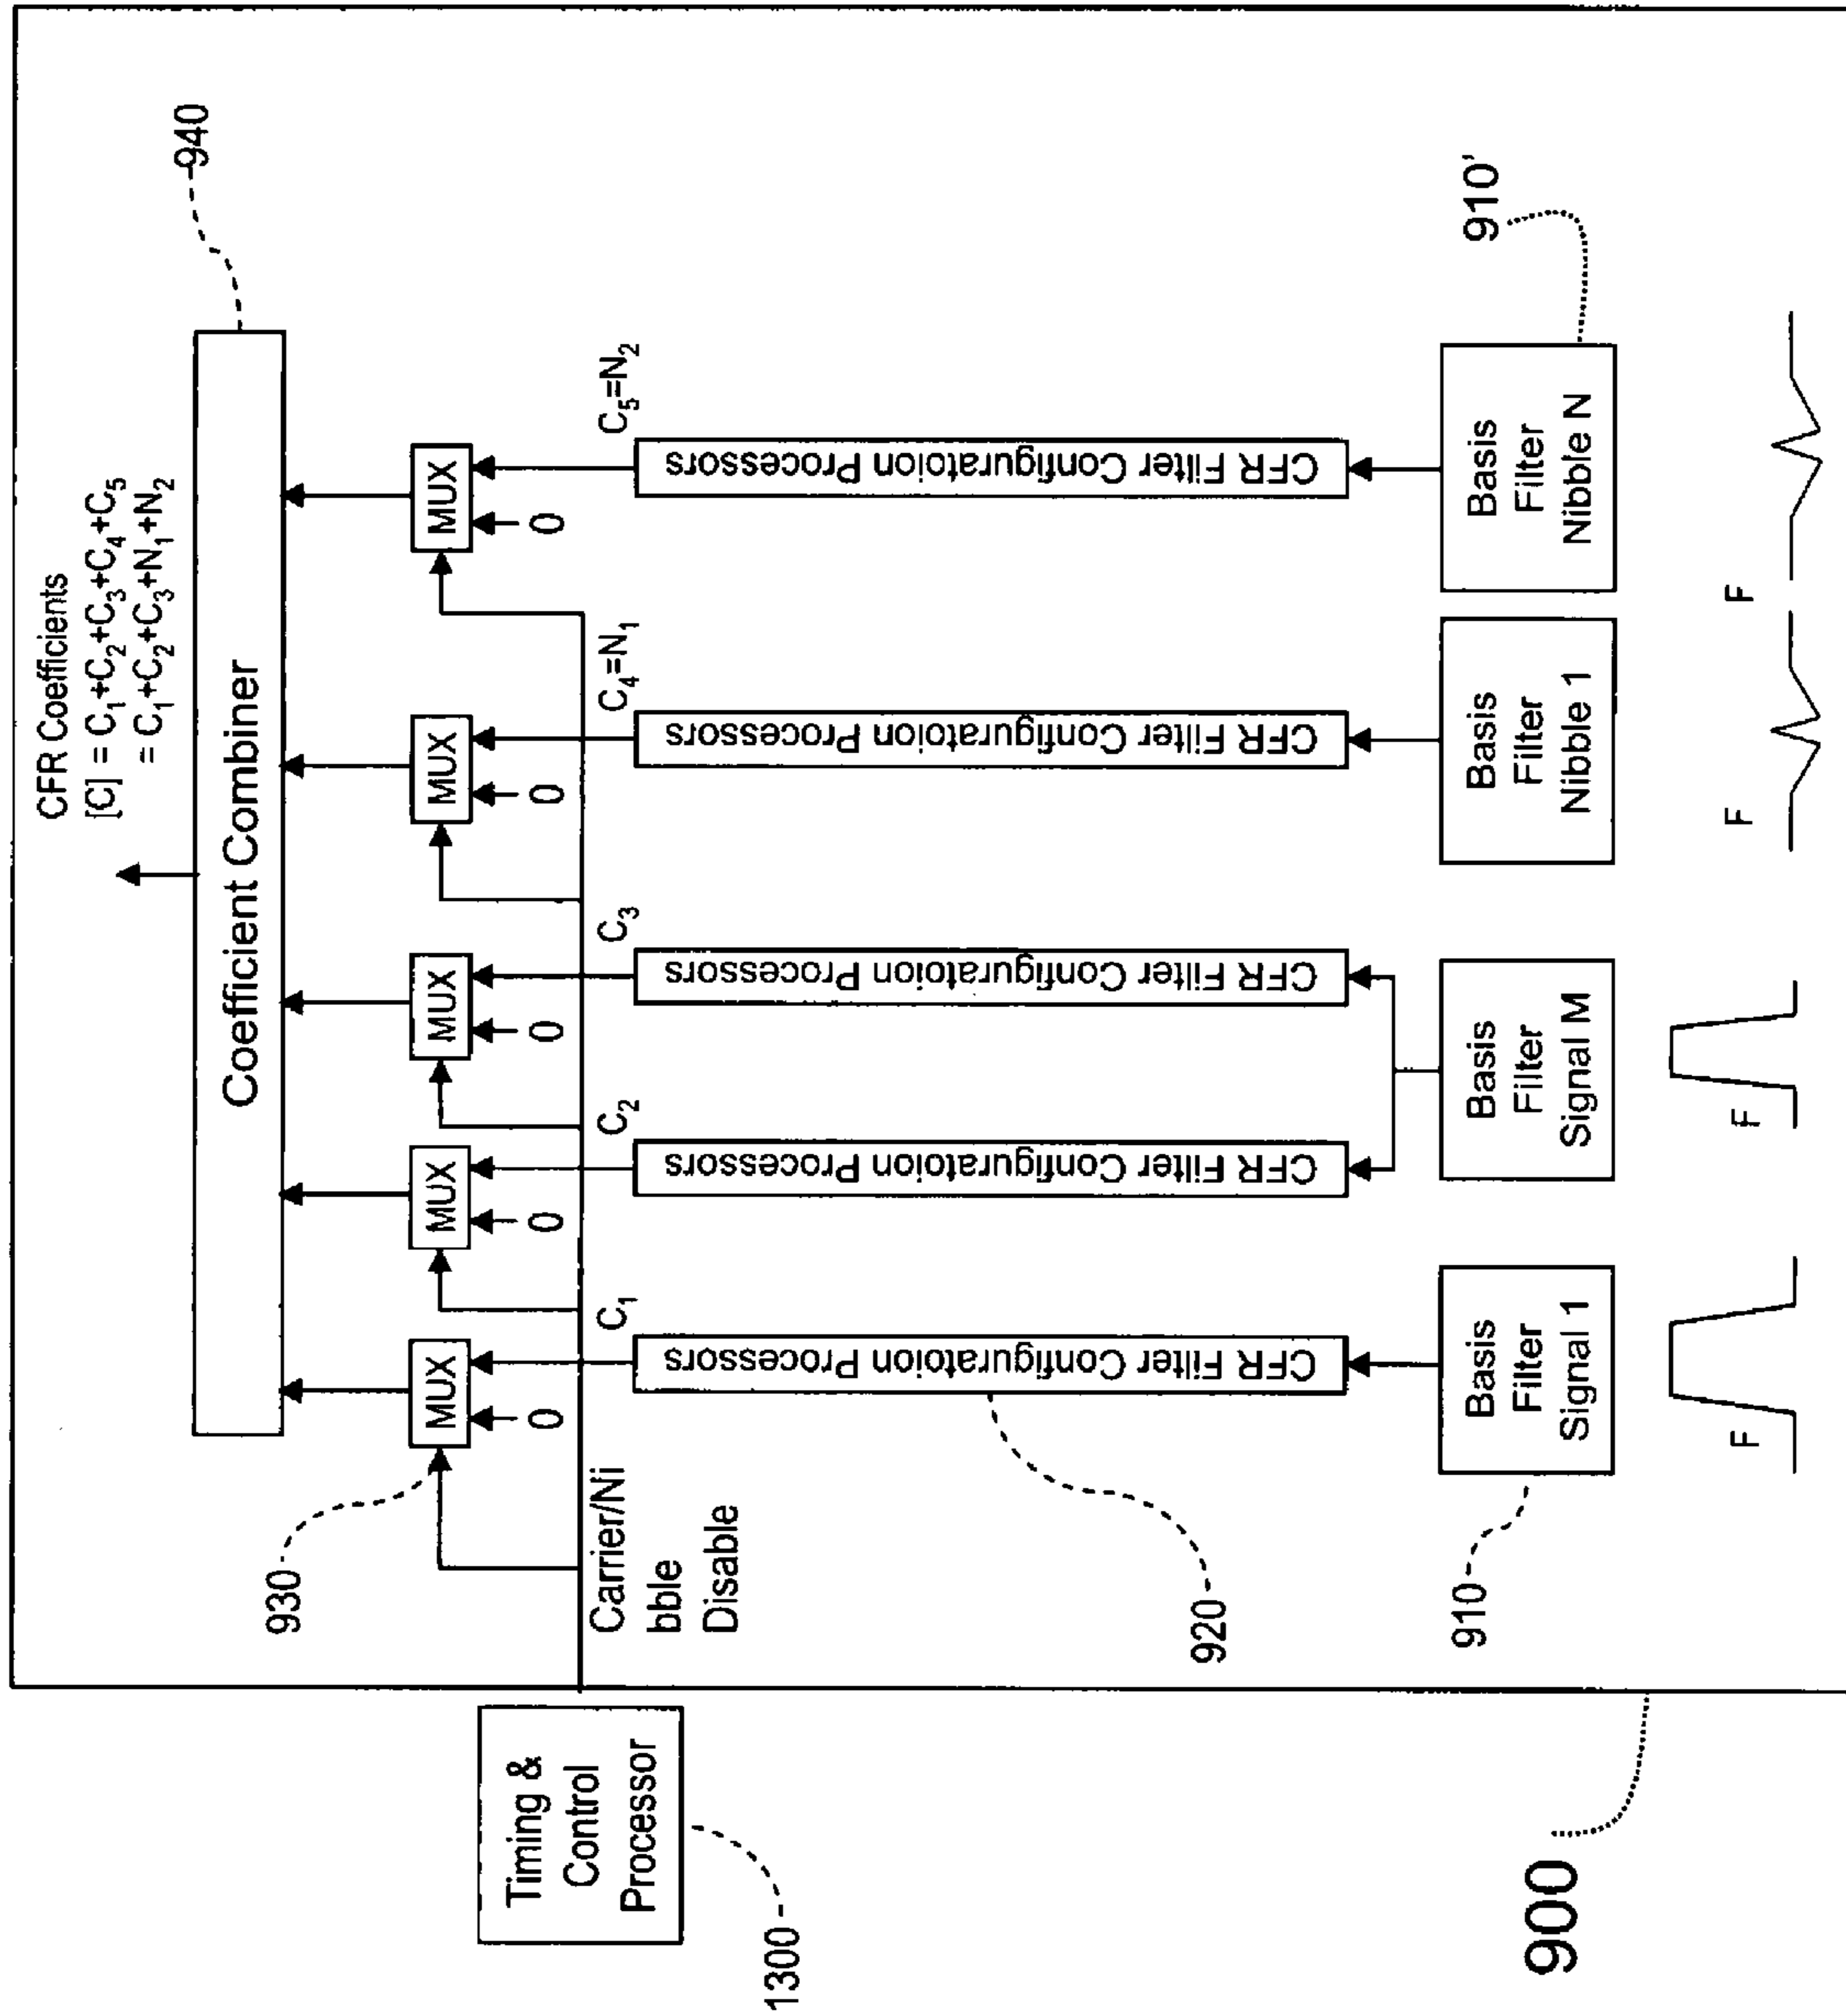 CFR Coefficients
[C] = C₁+C₂+C₃+C₄+C₅
= C₁+C₂+C₃+N₁+N₂
940
Coefficient Combiner
930
MUX
0
MUX
0
MUX
0
MUX
0
MUX
0
Timing &
Control
Processor
1300
Carrier/Ni
bble
Disable
C₁
C₂
C₃
C₄=N₁
C₅=N₂
CFR Filter Configuratoion Processors
CFR Filter Configuratoion Processors
CFR Filter Configuratoion Processors
CFR Filter Configuratoion Processors
CFR Filter Configuratoion Processors
920
910
Basis
Filter
Signal 1
Basis
Filter
Signal M
Basis
Filter
Nibble 1
Basis
Filter
Nibble N
910'
F
F
F
F
900